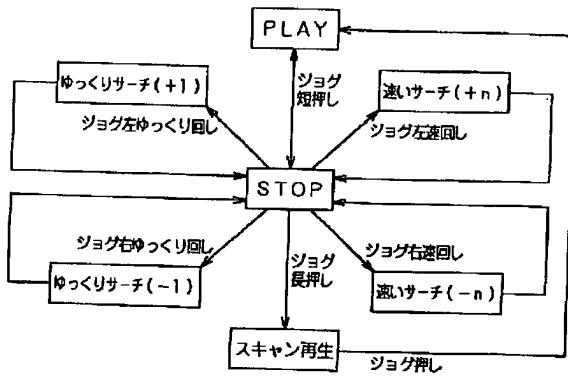 PLAY
ゆっくりサーチ(+1)
ジョグ
短押し
速いサーチ(+n)
ジョグ左ゆっくり回し
ジョグ左速回し
STOP
ジョグ右ゆっくり回し
ジョグ
長押し
ジョグ右速回し
ゆっくりサーチ(-1)
速いサーチ(-n)
スキャン再生
ジョグ押し